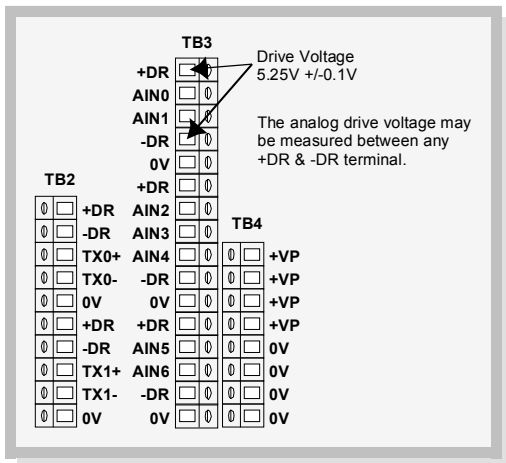 TB3
+DR
AIN0
AIN1
-DR
0V
+DR
AIN2
AIN3
AIN4
-DR
0V
+DR
AIN5
AIN6
-DR
0V
Drive Voltage
5.25V +/-0.1V
The analog drive voltage may
be measured between any
+DR & -DR terminal.
TB2
+DR
-DR
TX0+
TX0-
0V
+DR
-DR
TX1+
TX1-
0V
TB4
+VP
+VP
+VP
+VP
0V
0V
0V
0V